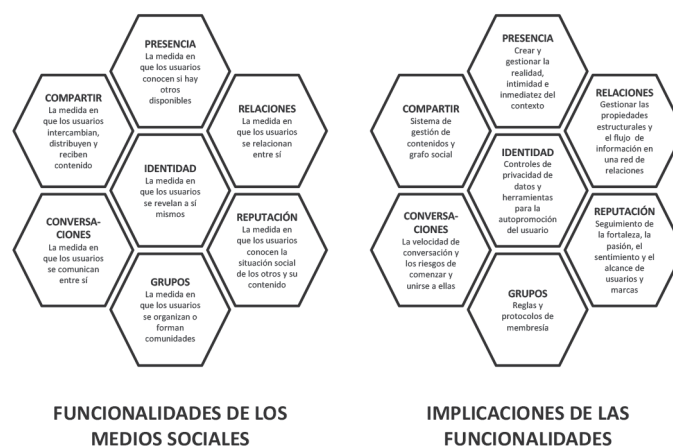 PRESENCIA
La medida en
que los usuarios
conocen si hay
otros
disponibles
COMPARTIR
La medida en
que los usuarios
intercambian,
distribuyen y
reciben
contenido
RELACIONES
La medida en
que los usuarios
se relacionan
entre sí
IDENTIDAD
La medida en
que los usuarios
se revelan a sí
mismos
CONVERSA-
CIONES
La medida en
que los usuarios
se comunican
entre sí
REPUTACIÓN
La medida en
que los usuarios
conocen la
situación social
de los otros y su
contenido
GRUPOS
La medida en
que los usuarios
se organizan o
forman
comunidades
FUNCIONALIDADES DE LOS
MEDIOS SOCIALES
PRESENCIA
Crear y
gestionar la
realidad,
intimidad e
inmediatez del
contexto
COMPARTIR
Sistema de
gestión de
contenidos y
grafo social
RELACIONES
Gestionar las
propiedades
estructurales y
el flujo de
información en
una red de
relaciones
IDENTIDAD
Controles de
privacidad de
datos y
herramientas
para la
autopromoción
del usuario
CONVERSA-
CIONES
La velocidad de
conversación y
los riesgos de
comenzar y
unirse a ellas
REPUTACIÓN
Seguimiento de
la fortaleza, la
pasión, el
sentimiento y el
alcance de
usuarios y
marcas
GRUPOS
Reglas y
protocolos de
membresía
IMPLICACIONES DE LAS
FUNCIONALIDADES